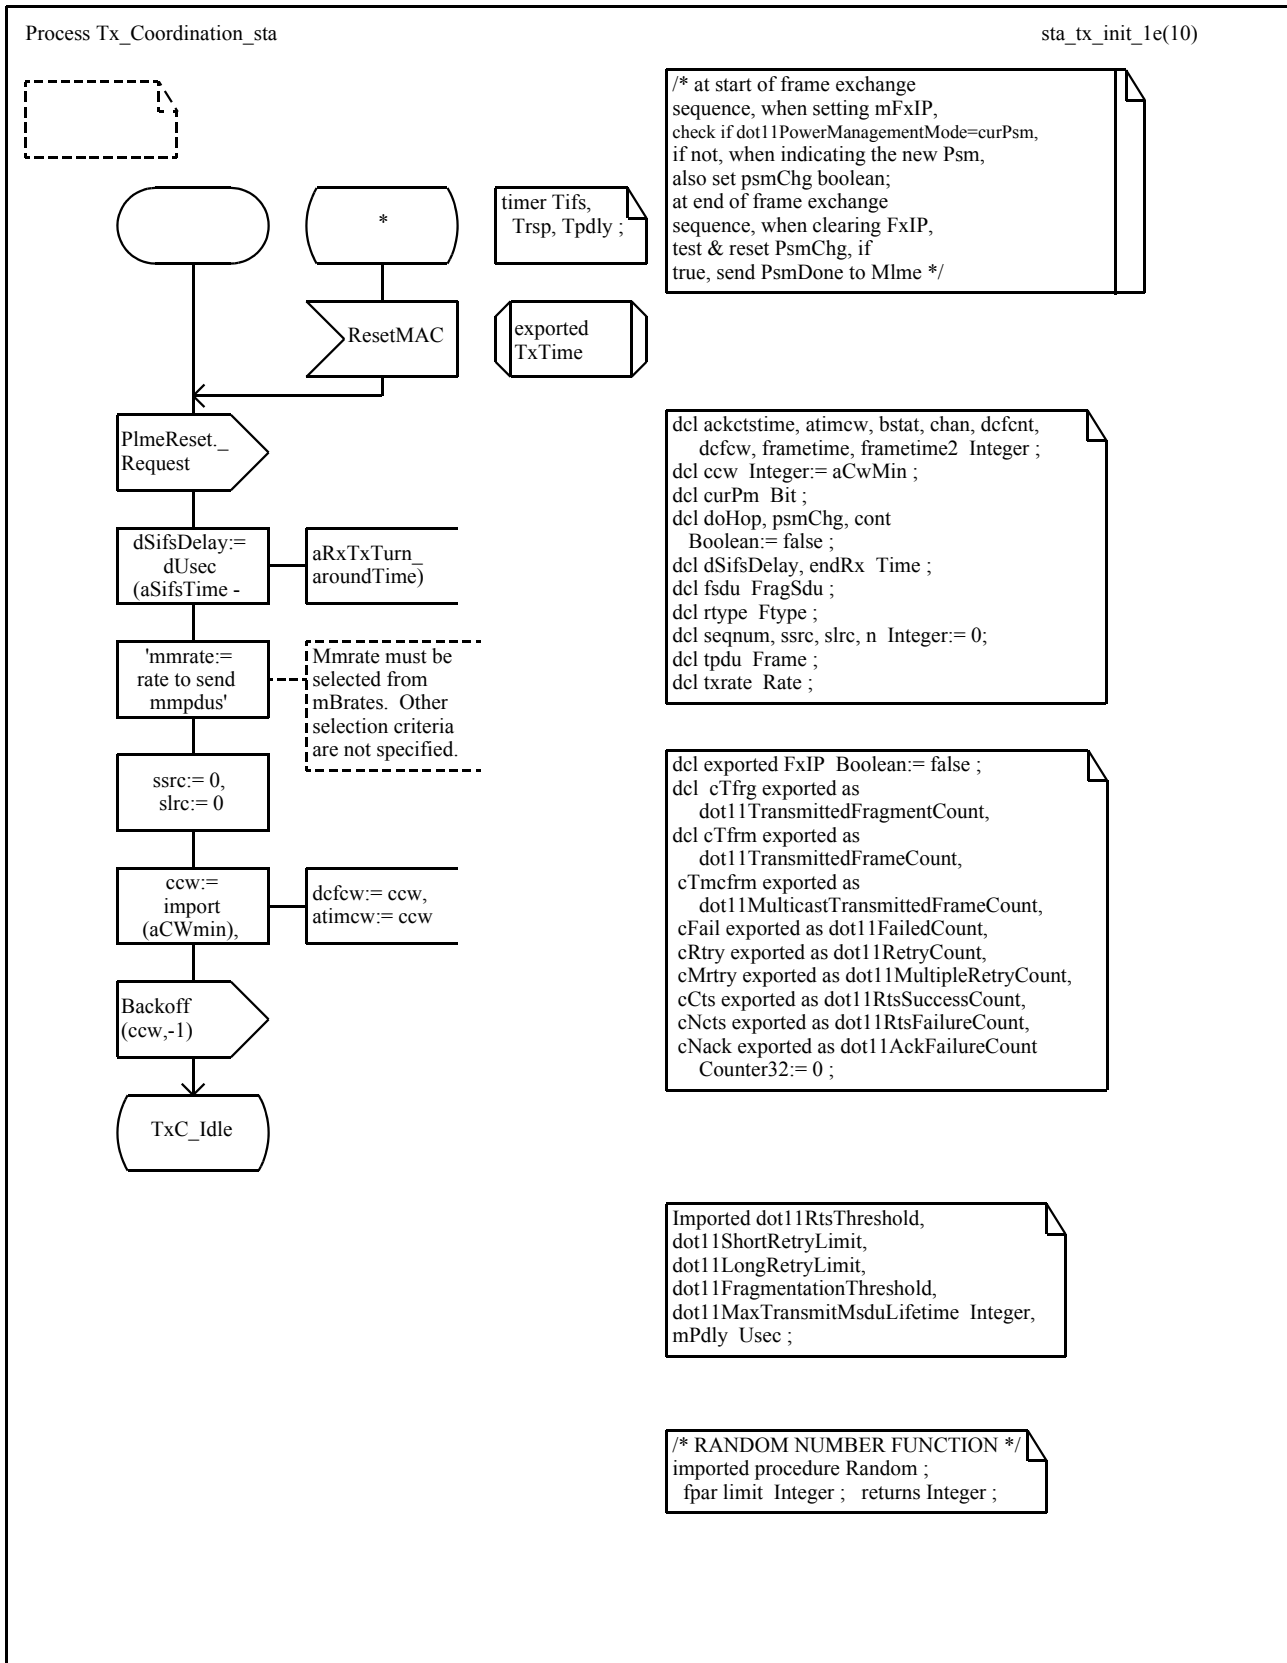 Process Tx_Coordination_sta
sta_tx_init_1e(10)
/* at start of frame exchange
sequence, when setting mFxIP,
check if dot11PowerManagementMode=curPsm,
if not, when indicating the new Psm,
also set psmChg boolean;
at end of frame exchange
sequence, when clearing FxIP,
test & reset PsmChg, if
true, send PsmDone to Mlme */
*
timer Tifs,
Trsp, Tpdly ;
ResetMAC
exported
TxTime
PlmeReset._
Request
dSifsDelay:=
dUsec
(aSifsTime -
aRxTxTurn_
aroundTime)
'mmrate:=
rate to send
mmpdus'
Mmrate must be
selected from
mBrates.  Other
selection criteria
are not specified.
ssrc:= 0,
slrc:= 0
ccw:=
import
(aCWmin),
dcfcw:= ccw,
atimcw:= ccw
Backoff
(ccw,-1)
TxC_Idle
dcl ackctstime, atimcw, bstat, chan, dcfcnt,
dcfcw, frametime, frametime2  Integer ;
dcl ccw  Integer:= aCwMin ;
dcl curPm  Bit ;
dcl doHop, psmChg, cont
Boolean:= false ;
dcl dSifsDelay, endRx  Time ;
dcl fsdu  FragSdu ;
dcl rtype  Ftype ;
dcl seqnum, ssrc, slrc, n  Integer:= 0;
dcl tpdu  Frame ;
dcl txrate  Rate ;
dcl exported FxIP  Boolean:= false ;
dcl  cTfrg exported as
dot11TransmittedFragmentCount,
dcl cTfrm exported as
dot11TransmittedFrameCount,
cTmcfrm exported as
dot11MulticastTransmittedFrameCount,
cFail exported as dot11FailedCount,
cRtry exported as dot11RetryCount,
cMrtry exported as dot11MultipleRetryCount,
cCts exported as dot11RtsSuccessCount,
cNcts exported as dot11RtsFailureCount,
cNack exported as dot11AckFailureCount
Counter32:= 0 ;
Imported dot11RtsThreshold,
dot11ShortRetryLimit,
dot11LongRetryLimit,
dot11FragmentationThreshold,
dot11MaxTransmitMsduLifetime  Integer,
mPdly  Usec ;
/* RANDOM NUMBER FUNCTION */
imported procedure Random ;
fpar limit  Integer ;   returns Integer ;